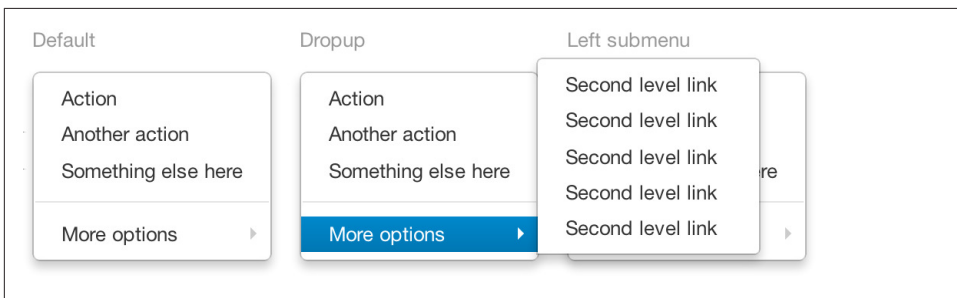 Default
Action
Another action
Something else here
More options
Dropup
Action
Another action
Something else here
More options
Left submenu
Second level link
Second level link
Second level link
Second level link
Second level link